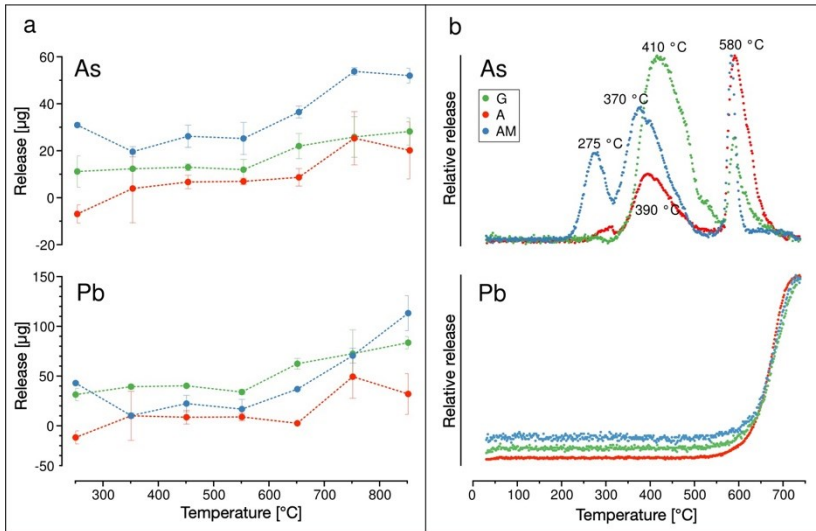 a
As
60
40
20
0
-20
Release [µg]
Pb
150
100
50
0
-50
Release [µg]
300
400
500
600
700
800
Temperature [°C]
b
As
G
A
AM
275 °C
370 °C
410 °C
390 °C
580 °C
Relative release
Pb
Relative release
0
100
200
300
400
500
600
700
Temperature [°C]